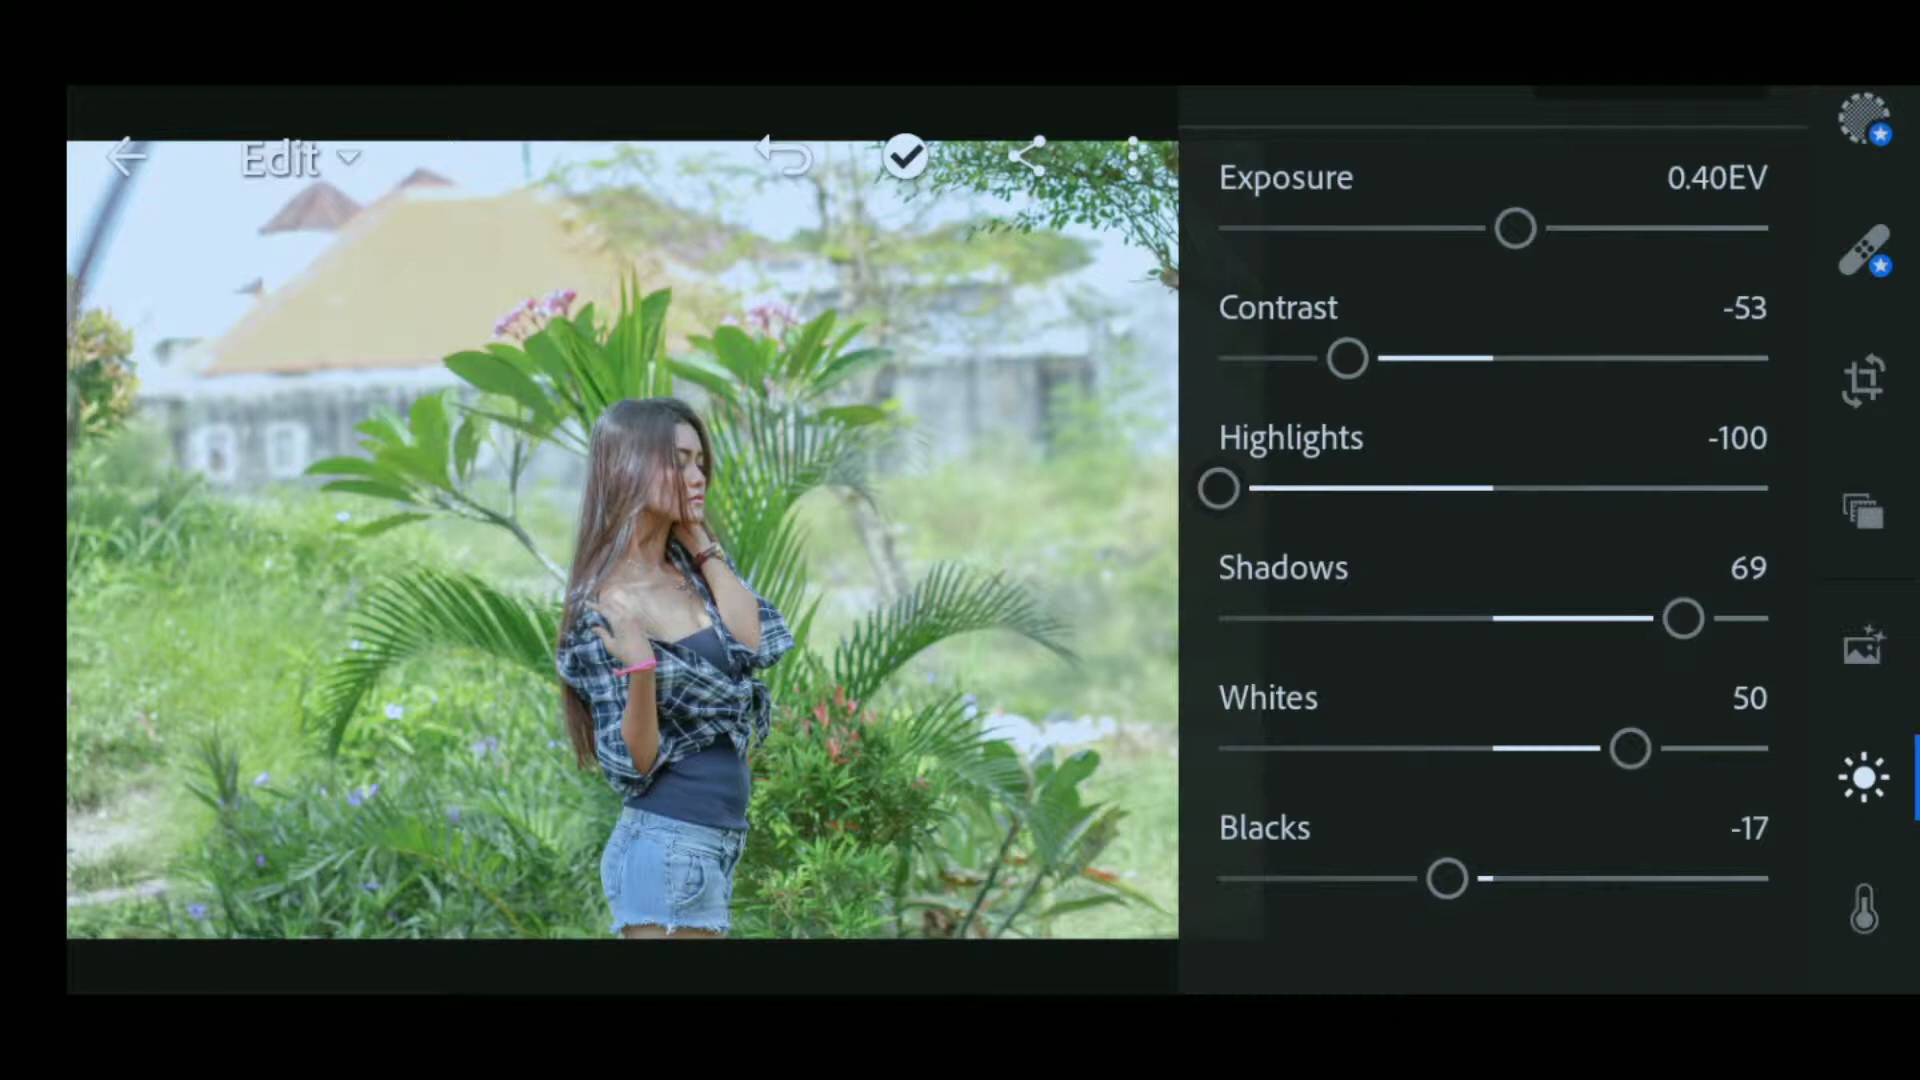 Edit
Exposure 0.40EV
Contrast -53
Highlights -100
Shadows 69
Whites 50
Blacks -17